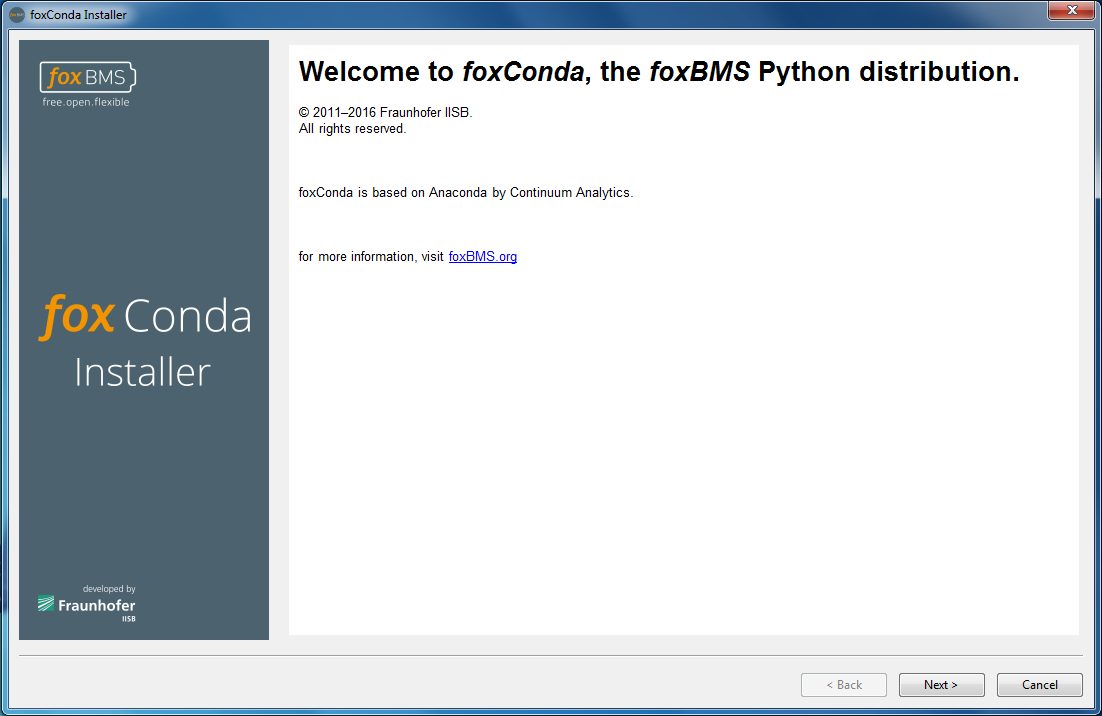 foxConda Installer
fox BMS
free.open.flexible
fox Conda
Installer
developed by
Fraunhofer
IISB
Welcome to foxConda, the foxBMS Python distribution.
© 2011–2016 Fraunhofer IISB.
All rights reserved.
foxConda is based on Anaconda by Continuum Analytics.
for more information, visit foxBMS.org
< Back
Next >
Cancel